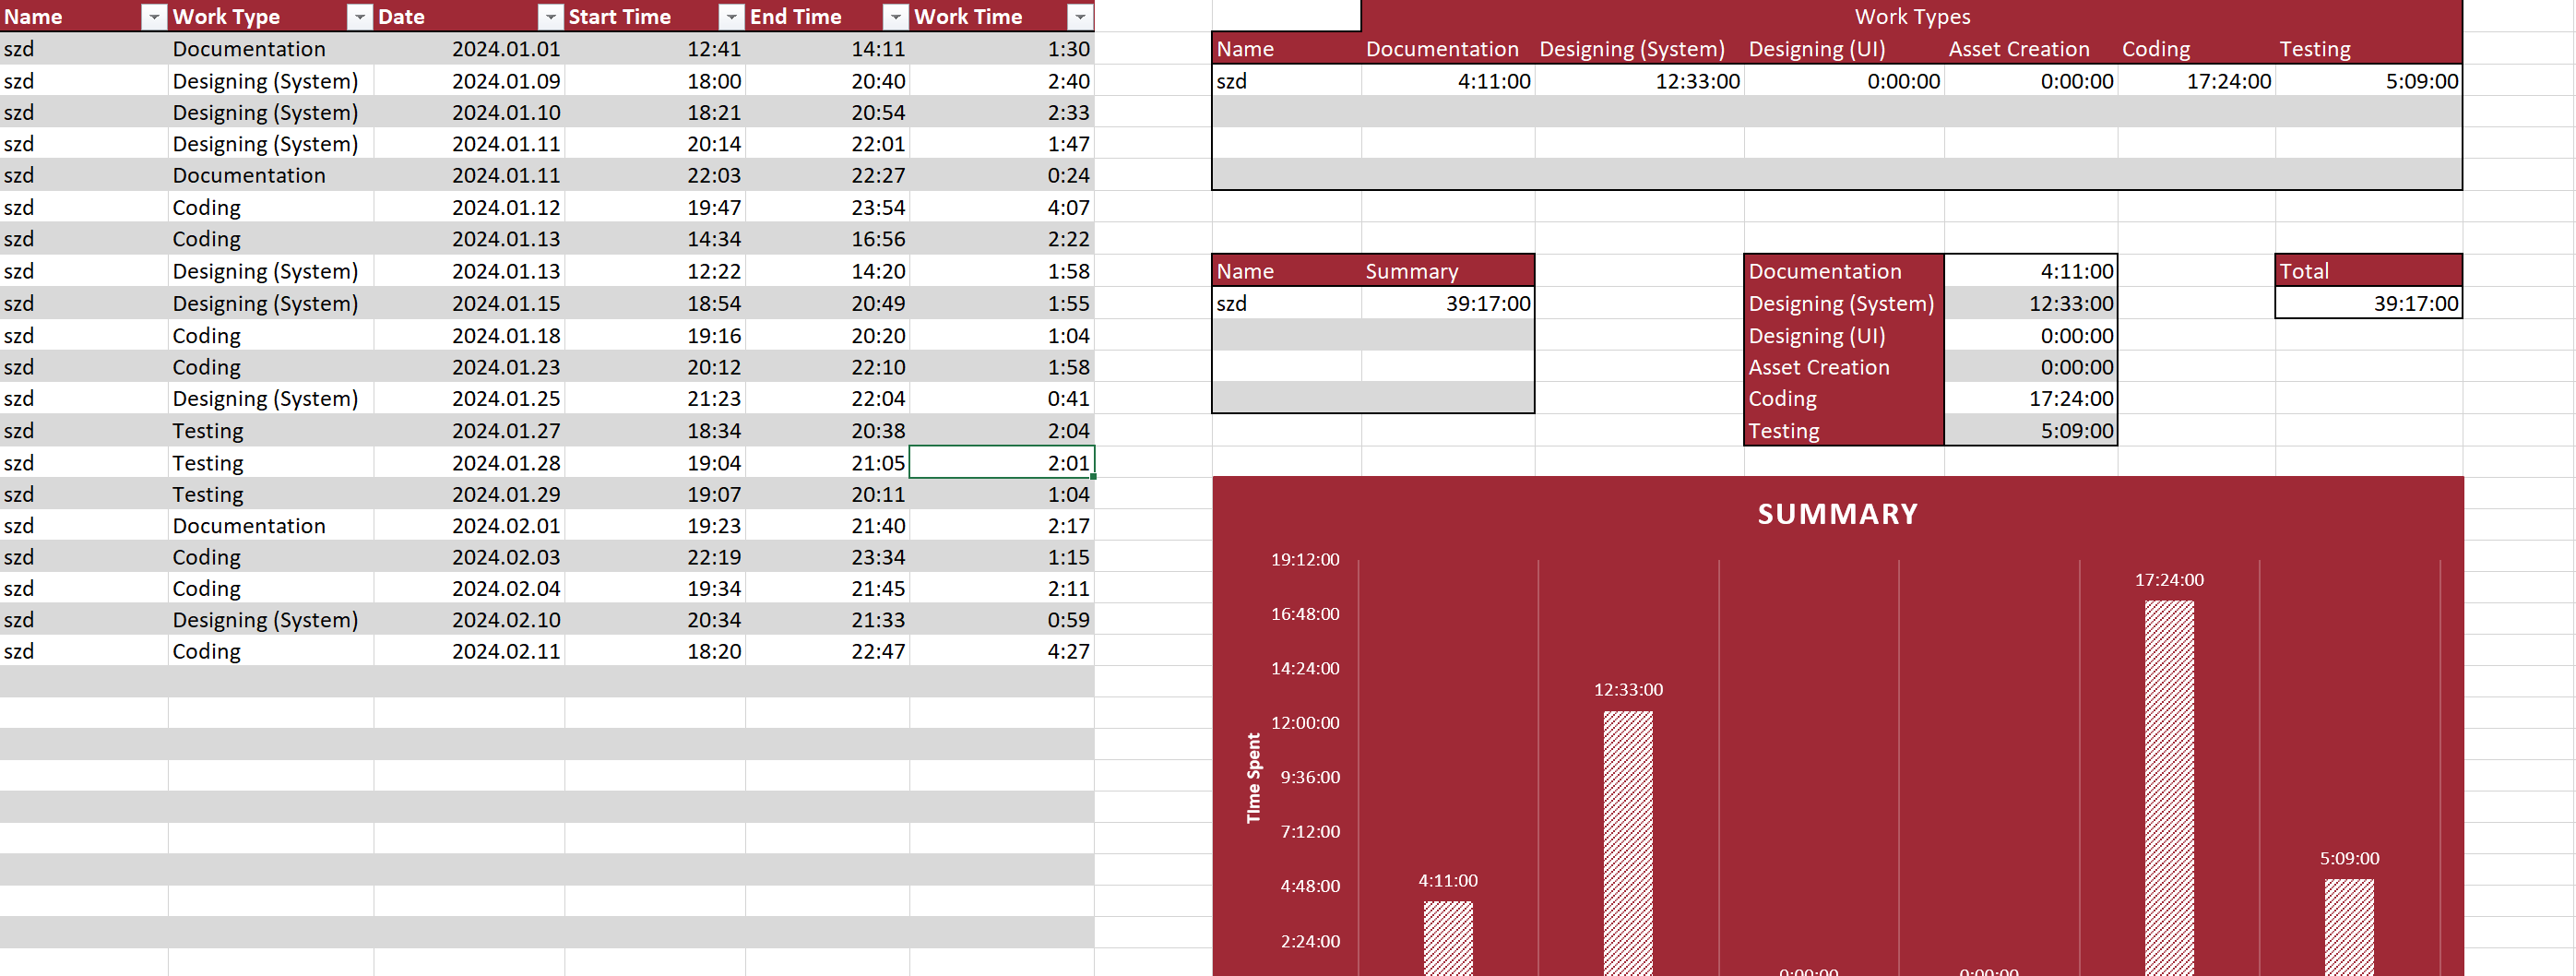 Name Work Type Date Start Time End Time Work Time
szd Documentation 2024.01.01 12:41 14:11 1:30
szd Designing (System) 2024.01.09 18:00 20:40 2:40
szd Designing (System) 2024.01.10 18:21 20:54 2:33
szd Designing (System) 2024.01.11 20:14 22:01 1:47
szd Documentation 2024.01.11 22:03 22:27 0:24
szd Coding 2024.01.12 19:47 23:54 4:07
szd Coding 2024.01.13 14:34 16:56 2:22
szd Designing (System) 2024.01.13 12:22 14:20 1:58
szd Designing (System) 2024.01.15 18:54 20:49 1:55
szd Coding 2024.01.18 19:16 20:20 1:04
szd Coding 2024.01.23 20:12 22:10 1:58
szd Designing (System) 2024.01.25 21:23 22:04 0:41
szd Testing 2024.01.27 18:34 20:38 2:04
szd Testing 2024.01.28 19:04 21:05 2:01
szd Testing 2024.01.29 19:07 20:11 1:04
szd Documentation 2024.02.01 19:23 21:40 2:17
szd Coding 2024.02.03 22:19 23:34 1:15
szd Coding 2024.02.04 19:34 21:45 2:11
szd Designing (System) 2024.02.10 20:34 21:33 0:59
szd Coding 2024.02.11 18:20 22:47 4:27
Work Types
Name Documentation Designing (System) Designing (UI) Asset Creation Coding Testing
szd 4:11:00 12:33:00 0:00:00 0:00:00 17:24:00 5:09:00
Name Summary
szd 39:17:00
Documentation 4:11:00
Designing (System) 12:33:00
Designing (UI) 0:00:00
Asset Creation 0:00:00
Coding 17:24:00
Testing 5:09:00
Total
39:17:00
SUMMARY
Time Spent
19:12:00
16:48:00
14:24:00
12:00:00
9:36:00
7:12:00
4:48:00
2:24:00
4:11:00
12:33:00
0:00:00
0:00:00
17:24:00
5:09:00